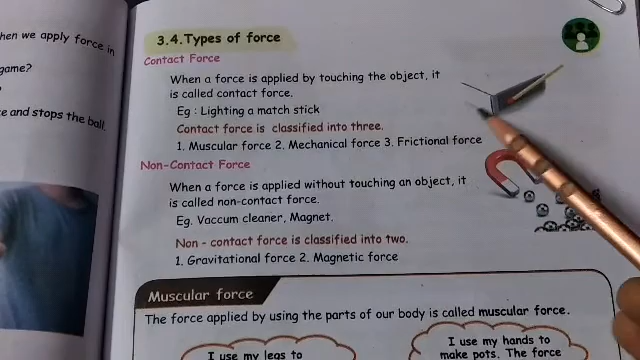 hen we apply force in
game?
e and stops the ball.
3.4.Types of force
Contact Force
When a force is applied by touching the object, it
is called contact force.
Eg : Lighting a match stick
Contact force is classified into three.
1. Muscular force 2. Mechanical force 3. Frictional force
Non-Contact Force
When a force is applied without touching an object, it
is called non-contact force.
Eg. Vaccum cleaner, Magnet.
Non - contact force is classified into two.
1. Gravitational force 2. Magnetic force
Muscular force
The force applied by using the parts of our body is called muscular force.
I use my legs to
I use my hands to
make pots. The force